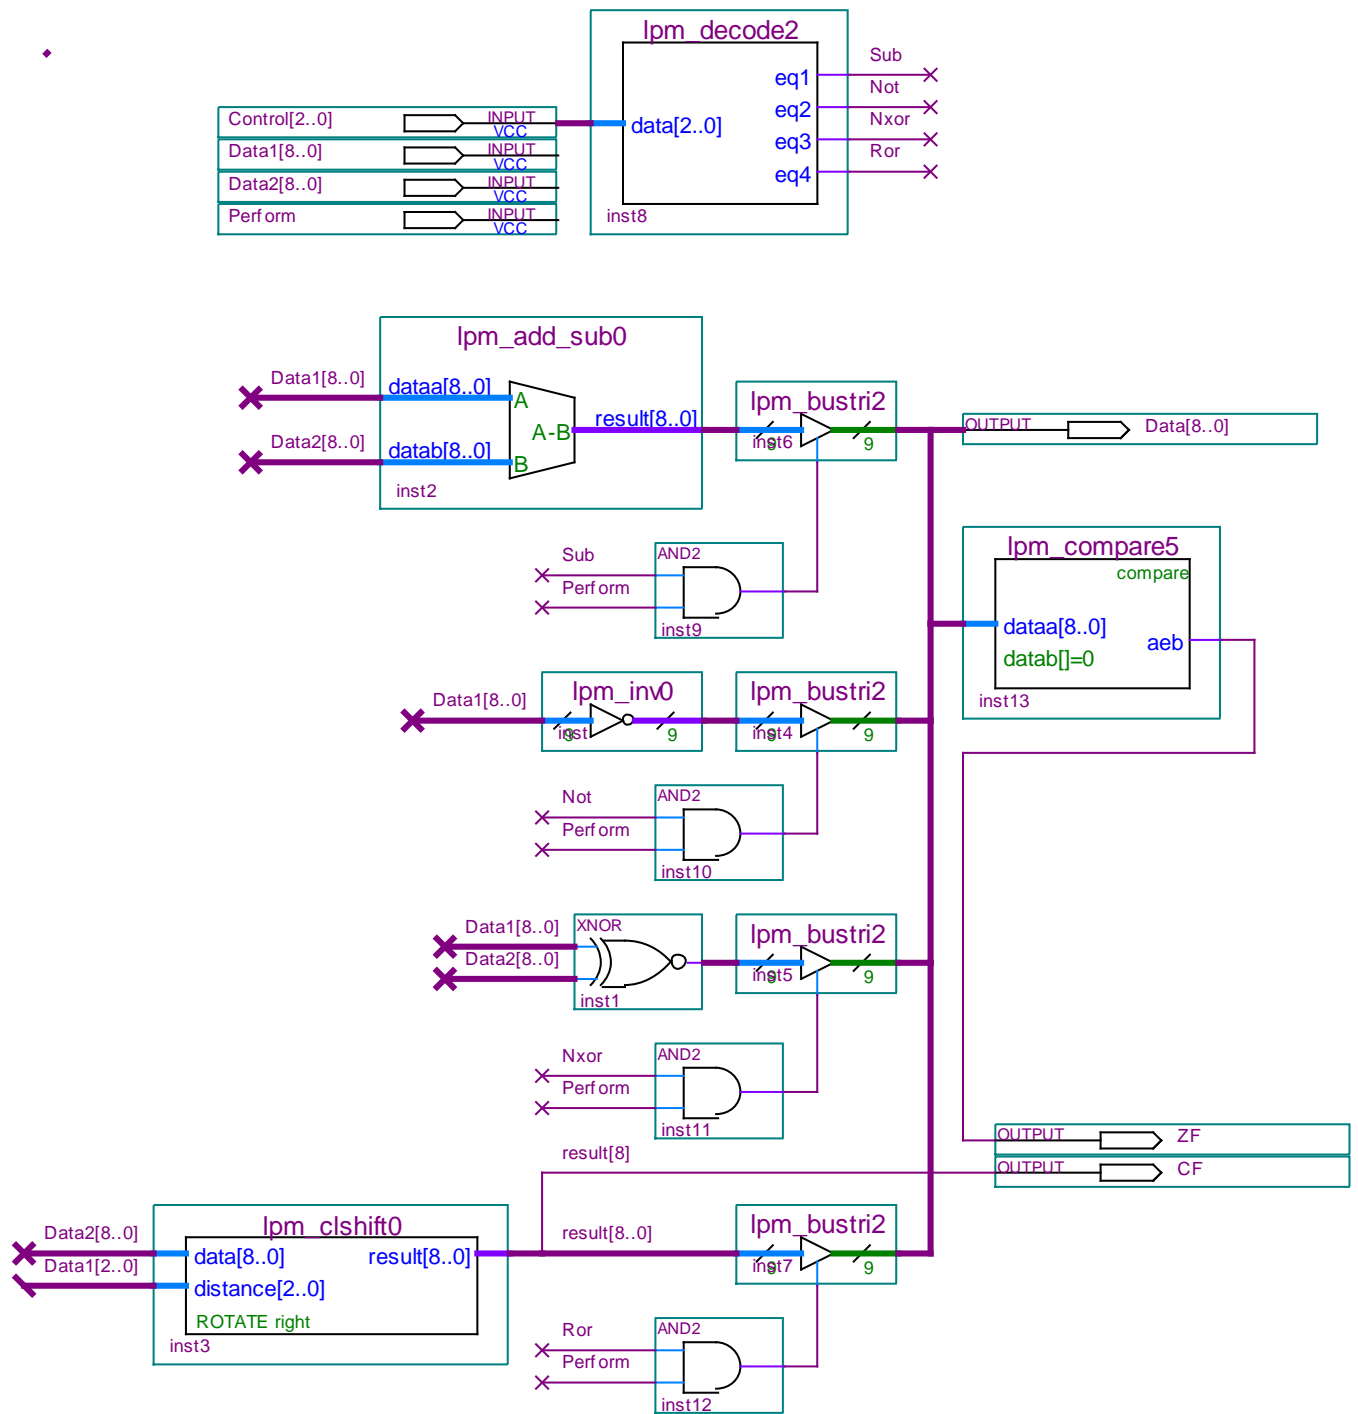 lpm_decode2
Sub
eq1
Not
Control[2..0]
INPUT
VCC
data[2..0]
eq2
Nxor
Data1[8..0]
INPUT
VCC
eq3
Ror
Data2[8..0]
INPUT
VCC
eq4
Perform
INPUT
VCC
inst8
lpm_add_sub0
Data1[8..0]
dataa[8..0]
A
A-B
result[8..0]
Data2[8..0]
datab[8..0]
B
inst2
lpm_bustri2
inst6
9
9
OUTPUT
Data[8..0]
Sub
Perform
AND2
inst9
lpm_compare5
compare
dataa[8..0]
aeb
datab[]=0
inst13
Data1[8..0]
lpm_inv0
inst
9
9
lpm_bustri2
inst4
9
9
Not
Perform
AND2
inst10
Data1[8..0]
Data2[8..0]
XNOR
inst1
lpm_bustri2
inst5
9
9
Nxor
Perform
AND2
inst11
OUTPUT
ZF
result[8]
OUTPUT
CF
lpm_clshift0
Data2[8..0]
data[8..0]
result[8..0]
result[8..0]
Data1[2..0]
distance[2..0]
ROTATE right
inst3
lpm_bustri2
inst7
9
9
Ror
Perform
AND2
inst12